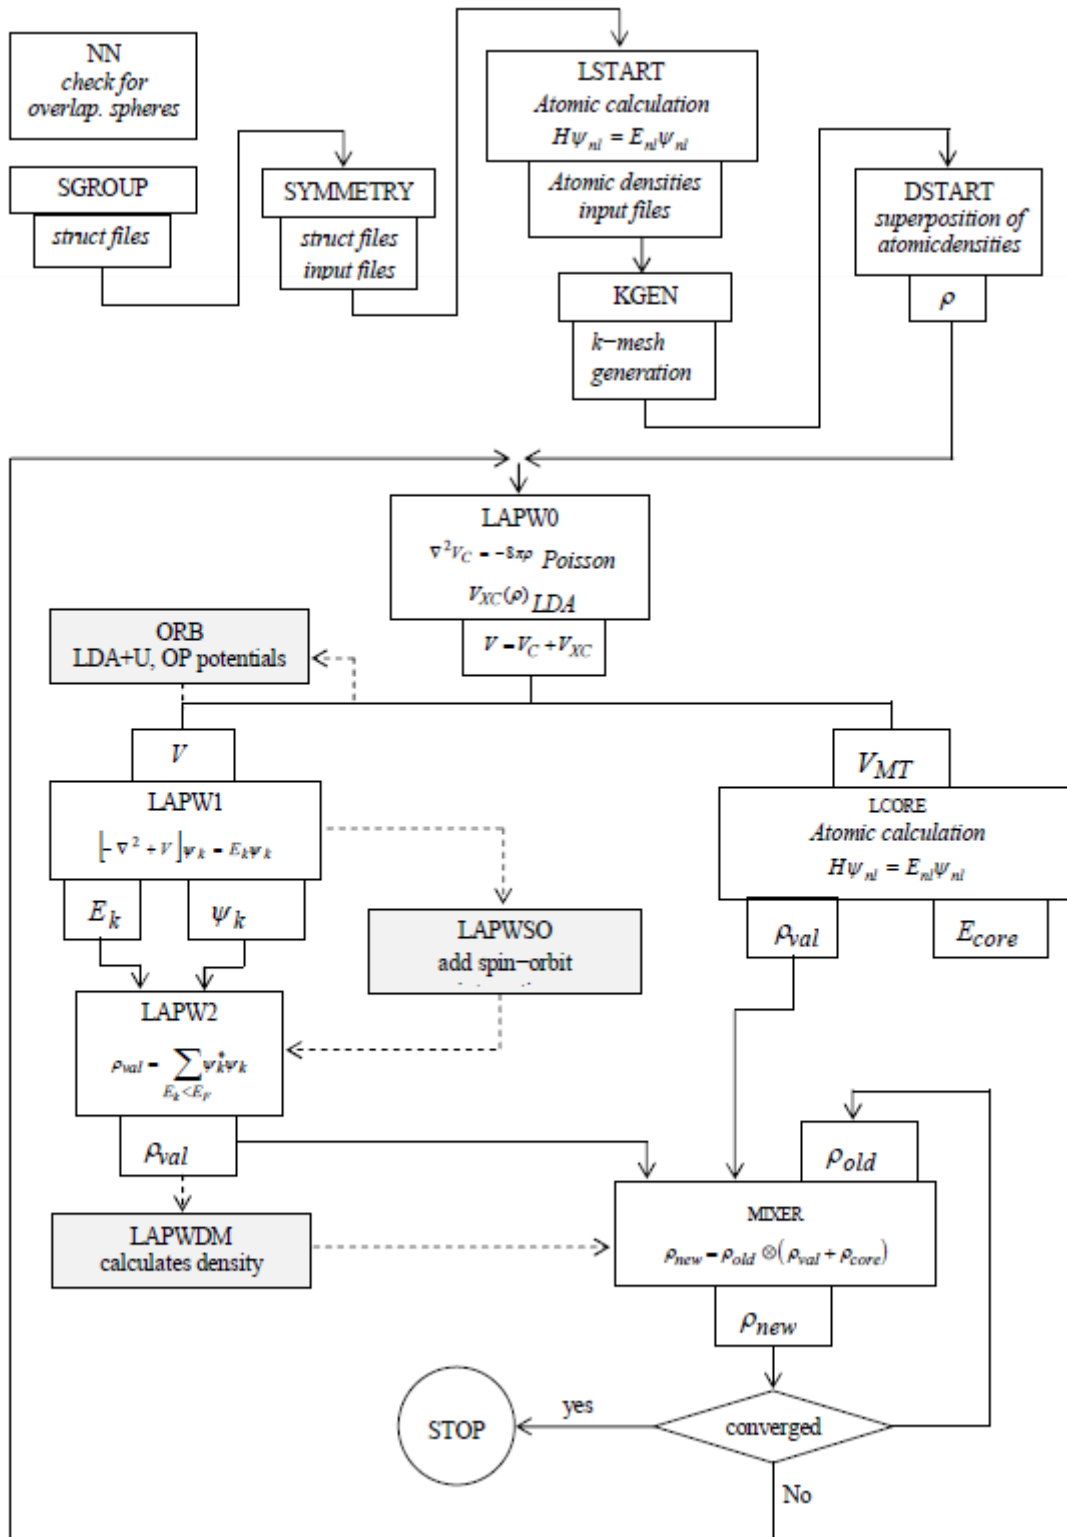 NN
check for
overlap. spheres
SGROUP
struct files
SYMMETRY
struct files
input files
LSTART
Atomic calculation
Hψnl = Enlψnl
Atomic densities
input files
KGEN
k−mesh
generation
DSTART
superposition of
atomicdensities
ρ
LAPW0
∇²VC = −8πρ Poisson
VXC(ρ) LDA
V = VC + VXC
ORB
LDA+U, OP potentials
V
LAPW1
[−∇² + V]ψk = Ekψk
Ek
ψk
VMT
LCORE
Atomic calculation
Hψnl = Enlψnl
ρval
Ecore
LAPWSO
add spin−orbit
LAPW2
ρval = ∑ψk*ψk
Ek<EF
ρval
LAPWDM
calculates density
ρold
MIXER
ρnew = ρold ⊗ (ρval + ρcore)
ρnew
converged
yes
STOP
No